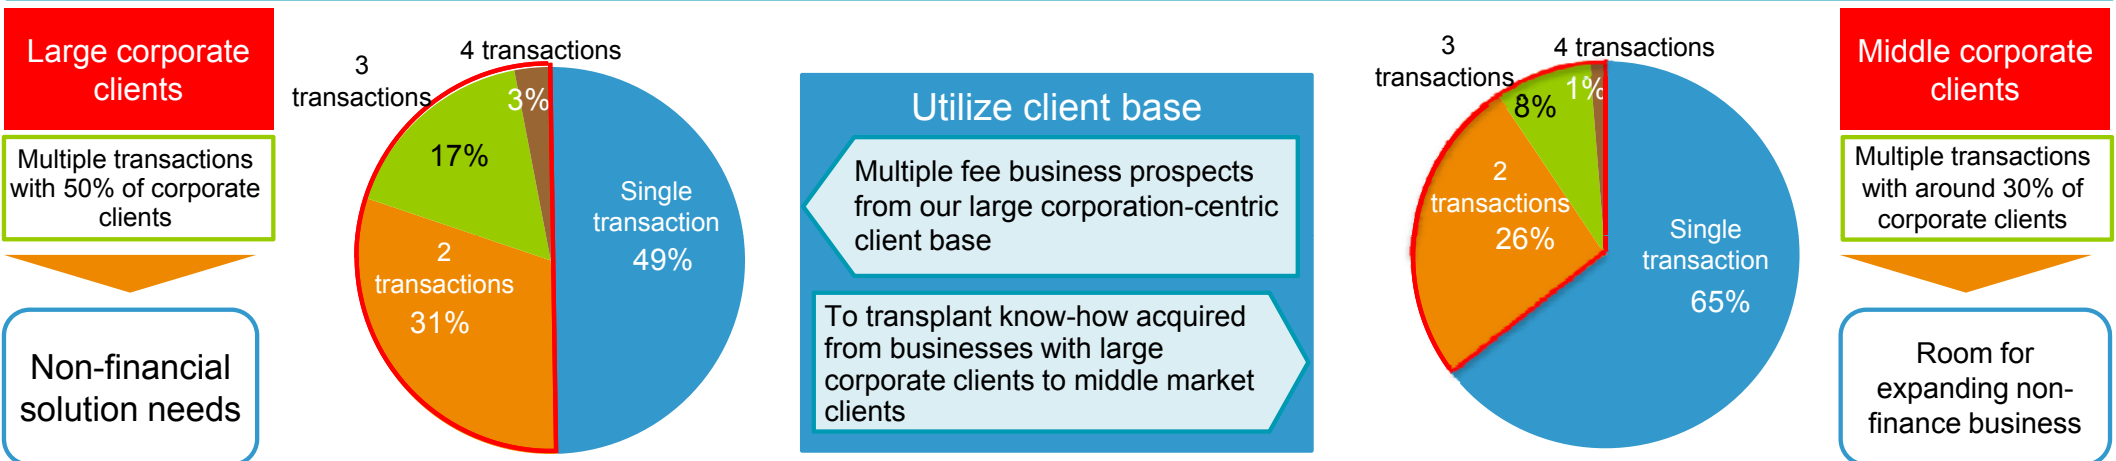 Large corporate
clients
Multiple transactions
with 50% of corporate
clients
Non-financial
solution needs
3
transactions
4 transactions
3%
17%
2
transactions
31%
Single
transaction
49%
Utilize client base
Multiple fee business prospects
from our large corporation-centric
client base
To transplant know-how acquired
from businesses with large
corporate clients to middle market
clients
3
transactions
4 transactions
1%
8%
2
transactions
26%
Single
transaction
65%
Middle corporate
clients
Multiple transactions
with around 30% of
corporate clients
Room for
expanding non-
finance business